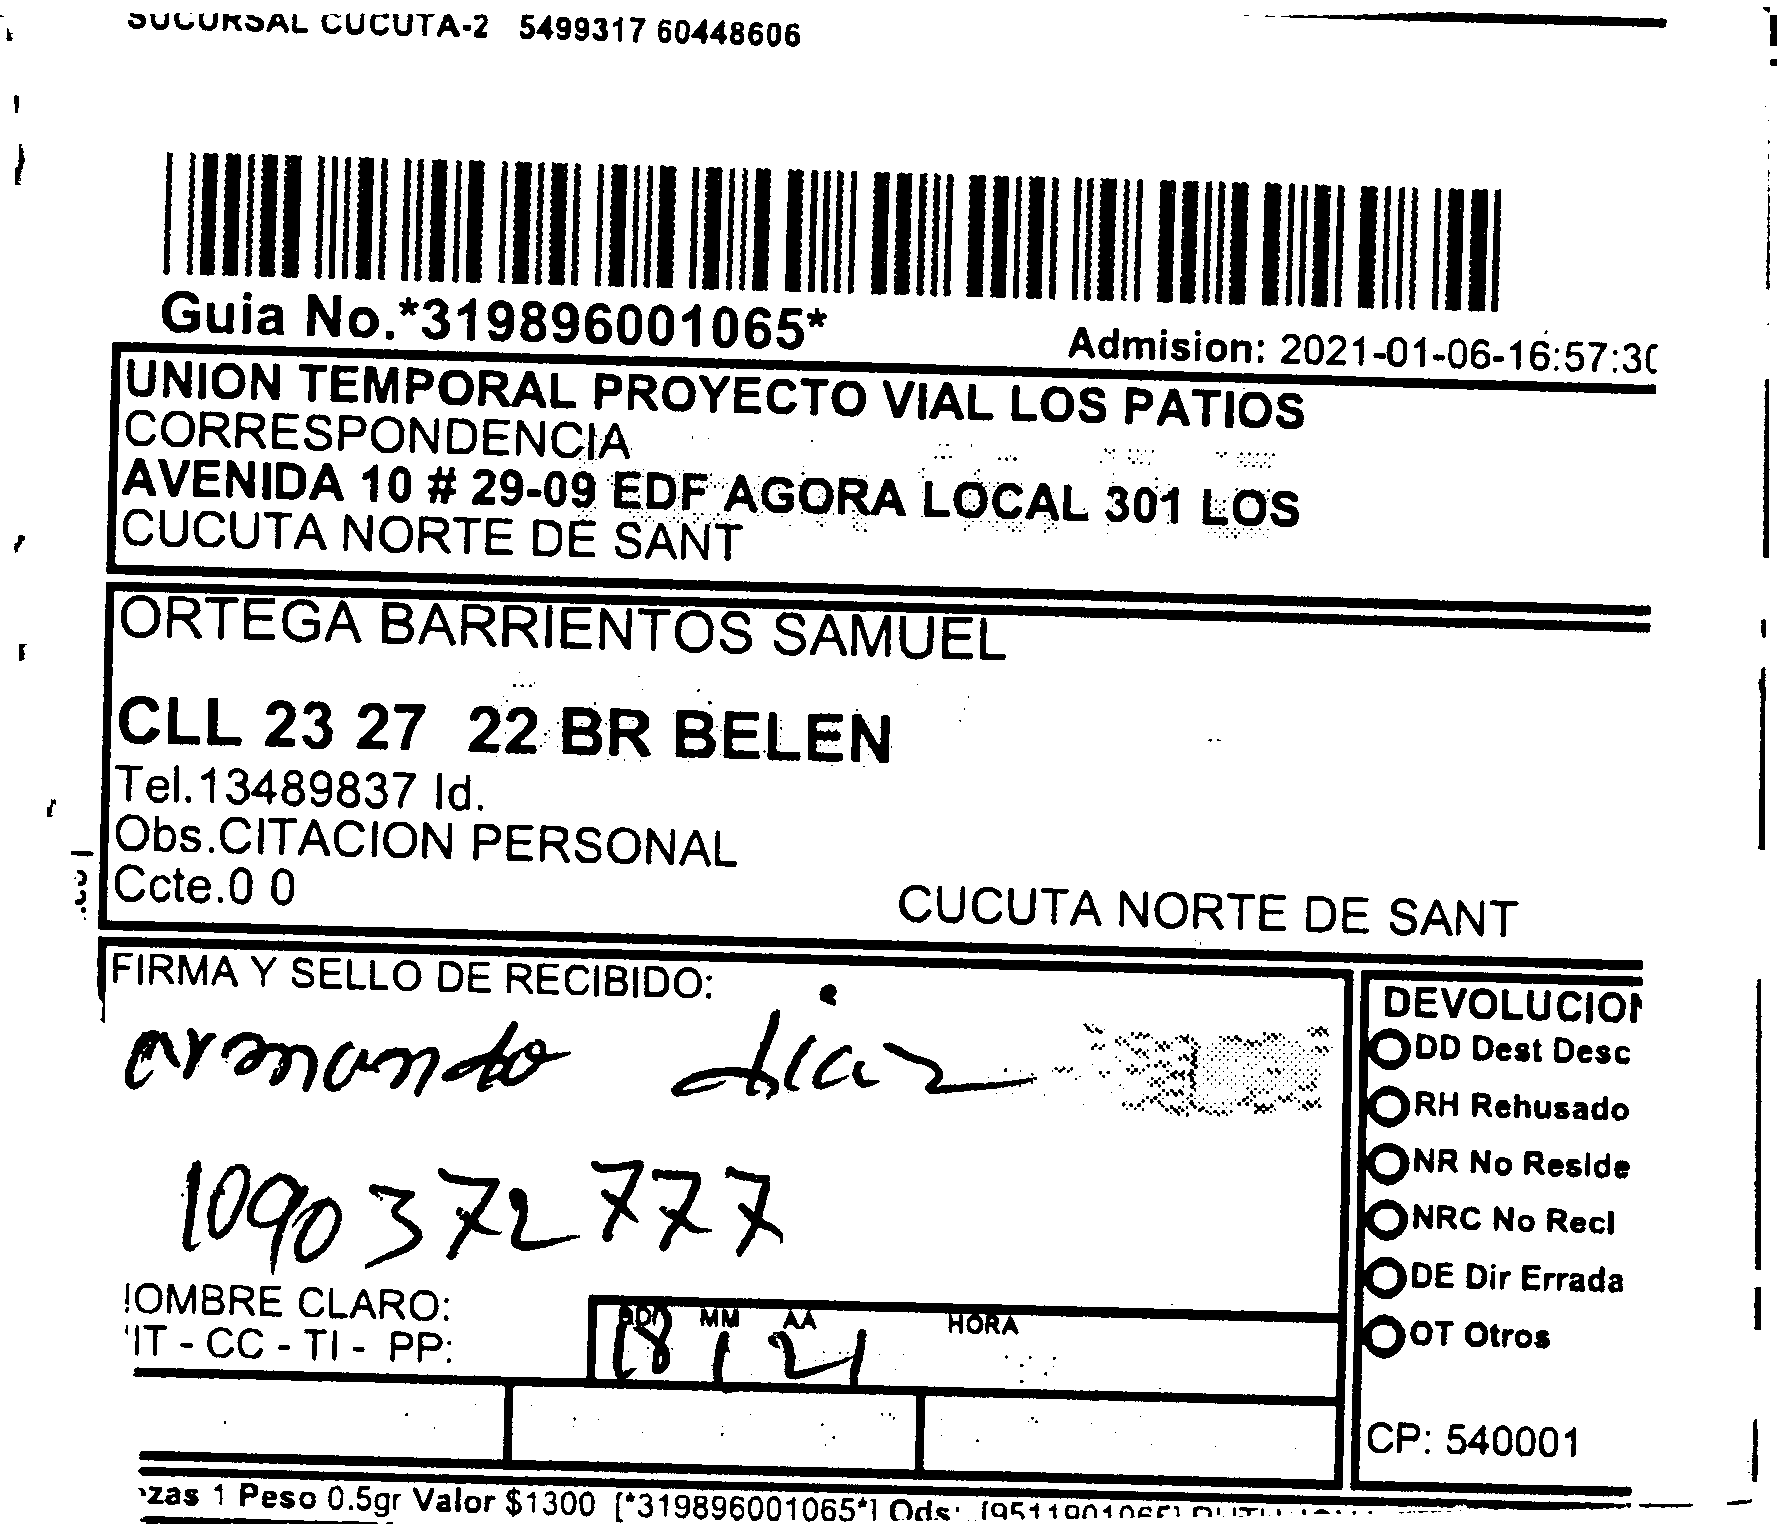 SUCURSAL CUCUTA-2 5499317 60448606
Guia No.*319896001065*
Admision: 2021-01-06-16:57:30
UNION TEMPORAL PROYECTO VIAL LOS PATIOS
CORRESPONDENCIA
AVENIDA 10 # 29-09 EDF AGORA LOCAL 301 LOS
CUCUTA NORTE DE SANT
ORTEGA BARRIENTOS SAMUEL
CLL 23 27 22 BR BELEN
Tel.13489837 Id.
Obs.CITACION PERSONAL
Ccte.0 0
CUCUTA NORTE DE SANT
FIRMA Y SELLO DE RECIBIDO:
armando diaz
1090372777
OMBRE CLARO:
IT - CC - TI - PP:
DD MM AA HORA
18 1 21
DEVOLUCION
DD Dest Desc
RH Rehusado
NR No Reside
NRC No Recl
DE Dir Errada
OT Otros
CP: 540001
zas 1 Peso 0.5gr Valor $1300 [*319896001065*] Ods: